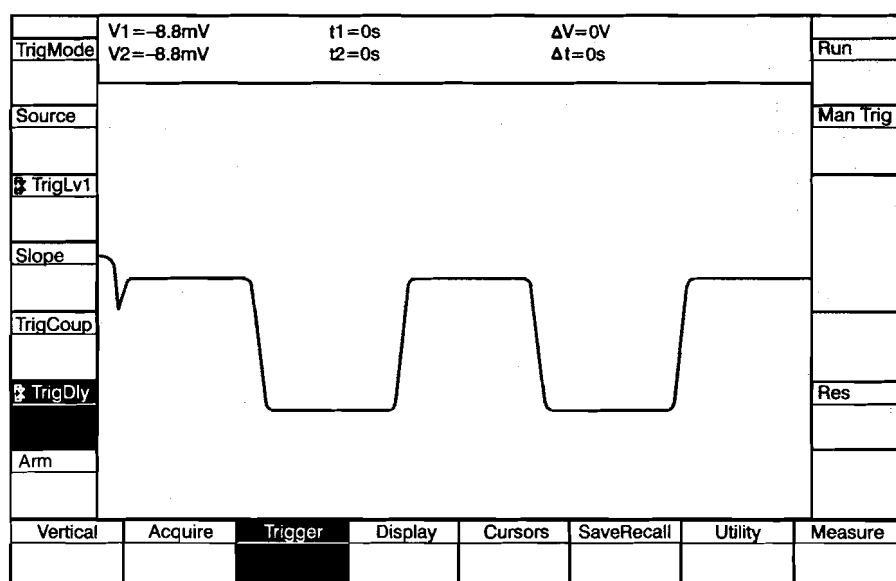 V1=–8.8mV t1=0s ΔV=0V
V2=–8.8mV t2=0s Δt=0s
TrigMode
Source
TrigLv1
Slope
TrigCoup
TrigDly
Arm
Run
Man Trig
Res
Vertical Acquire Trigger Display Cursors SaveRecall Utility Measure